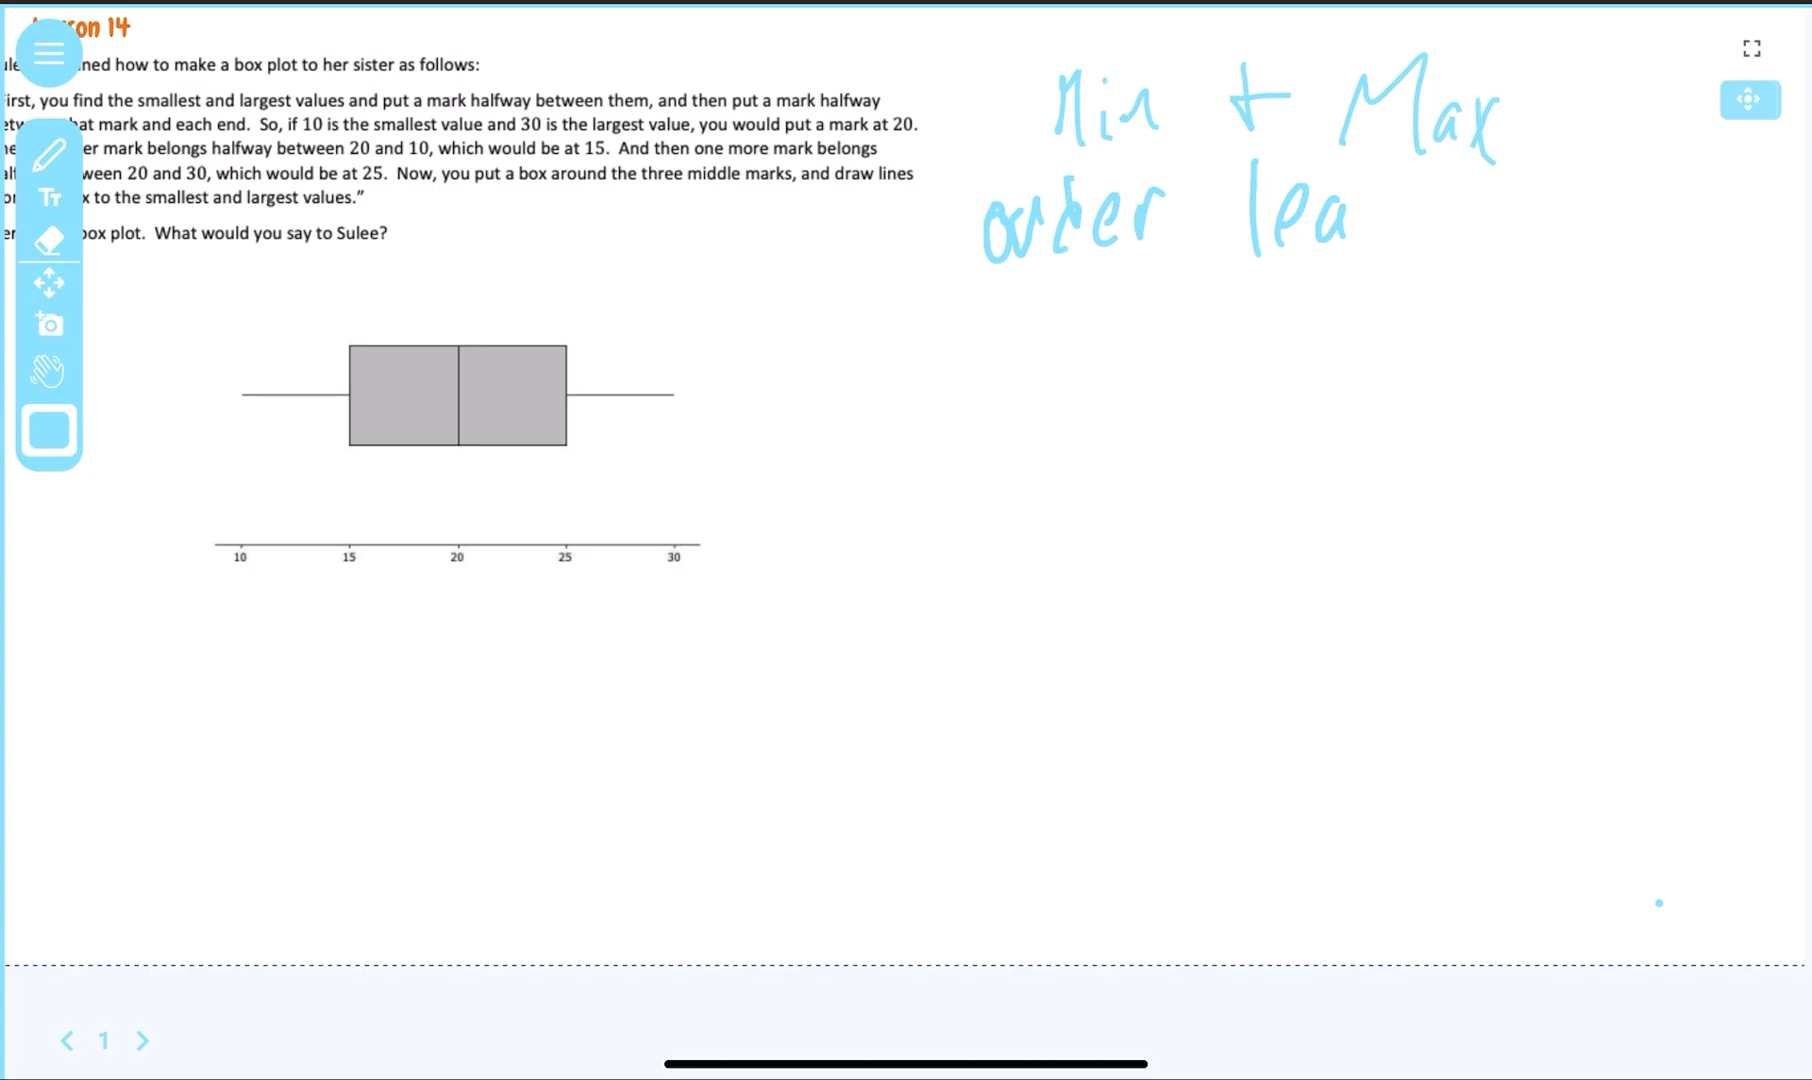 son 14
ned how to make a box plot to her sister as follows:
irst, you find the smallest and largest values and put a mark halfway between them, and then put a mark halfway
at mark and each end. So, if 10 is the smallest value and 30 is the largest value, you would put a mark at 20.
er mark belongs halfway between 20 and 10, which would be at 15. And then one more mark belongs
ween 20 and 30, which would be at 25. Now, you put a box around the three middle marks, and draw lines
x to the smallest and largest values.”
box plot. What would you say to Sulee?
Min + Max
outer lea
Tт
10 15 20 25 30
1